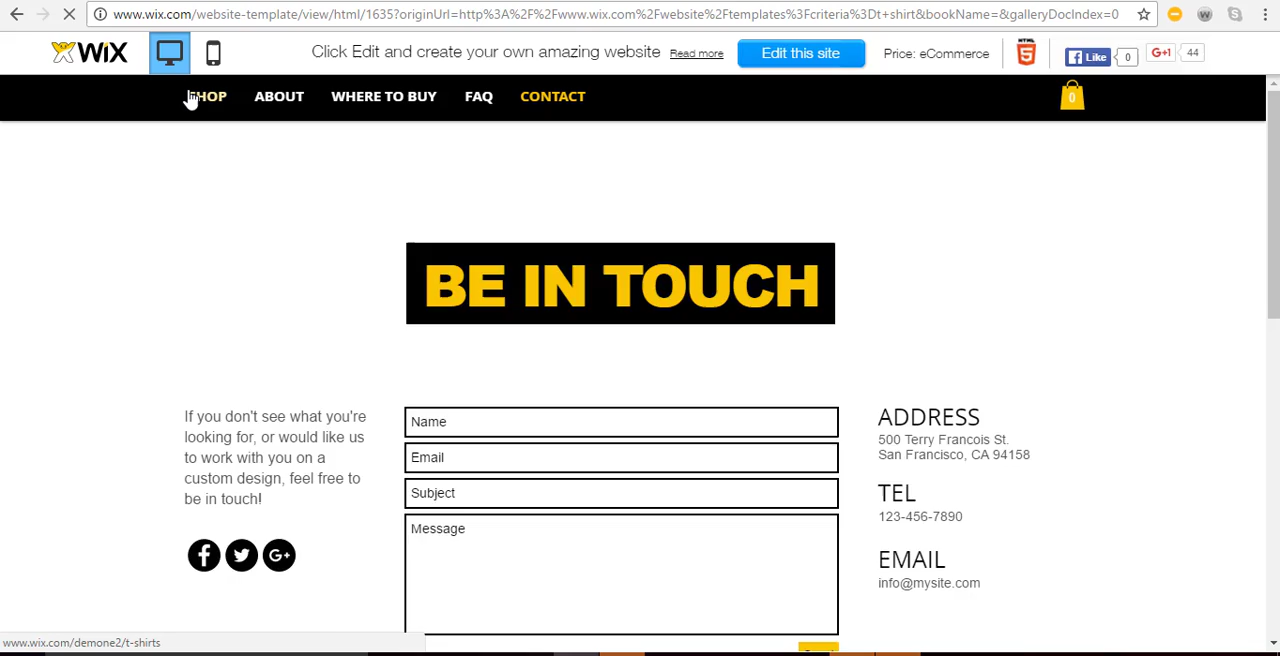 www.wix.com/website-template/view/html/1635?originUrl=http%3A%2F%2Fwww.wix.com%2Fwebsite%2Ftemplates%3Fcriteria%3Dt+shirt&bookName=&galleryDocIndex=0
WiX
Click Edit and create your own amazing website Read more
Edit this site
Price: eCommerce
HTML 5
Like 0
G+1 44
HOP ABOUT WHERE TO BUY FAQ CONTACT
0
BE IN TOUCH
If you don't see what you're
looking for, or would like us
to work with you on a
custom design, feel free to
be in touch!
Name
Email
Subject
Message
ADDRESS
500 Terry Francois St.
San Francisco, CA 94158
TEL
123-456-7890
EMAIL
info@mysite.com
www.wix.com/demone2/t-shirts